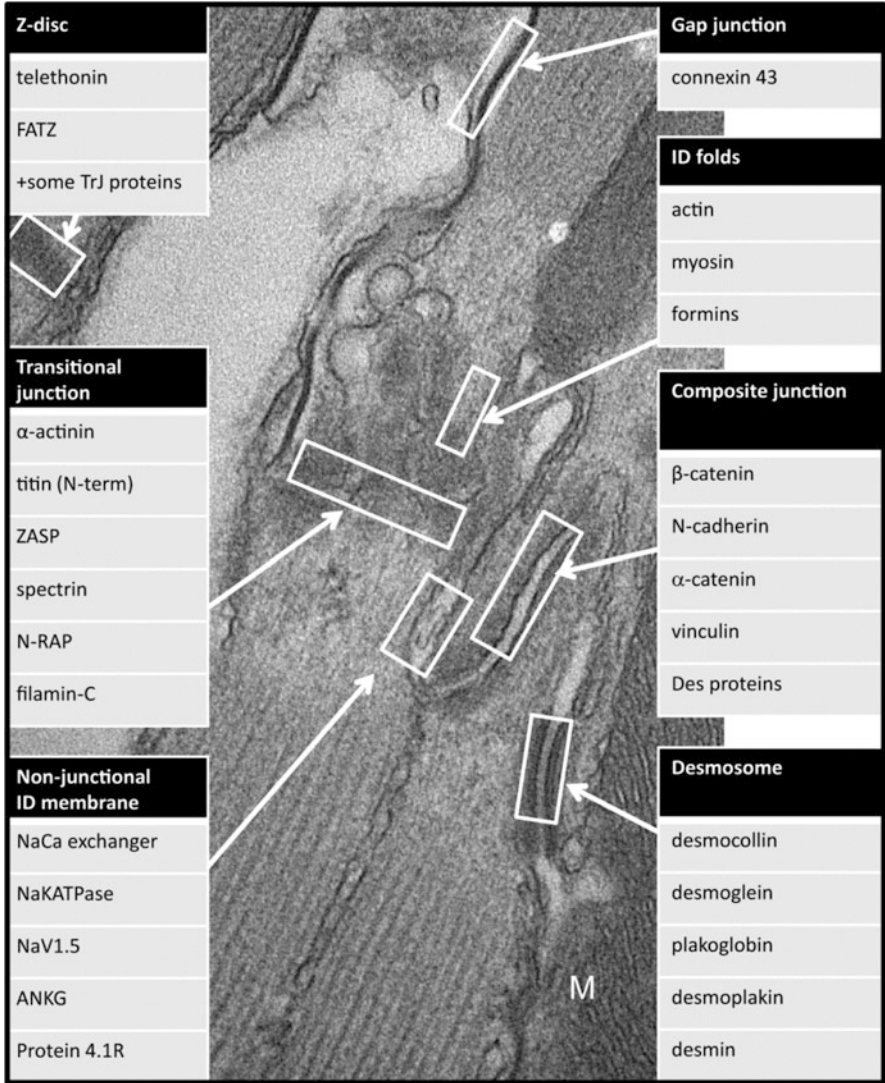 Z-disc
telethonin
FATZ
+some TrJ proteins
Transitional
junction
α-actinin
titin (N-term)
ZASP
spectrin
N-RAP
filamin-C
Non-junctional
ID membrane
NaCa exchanger
NaKATPase
NaV1.5
ANKG
Protein 4.1R
Gap junction
connexin 43
ID folds
actin
myosin
formins
Composite junction
β-catenin
N-cadherin
α-catenin
vinculin
Des proteins
Desmosome
desmocollin
desmoglein
plakoglobin
desmoplakin
desmin
M